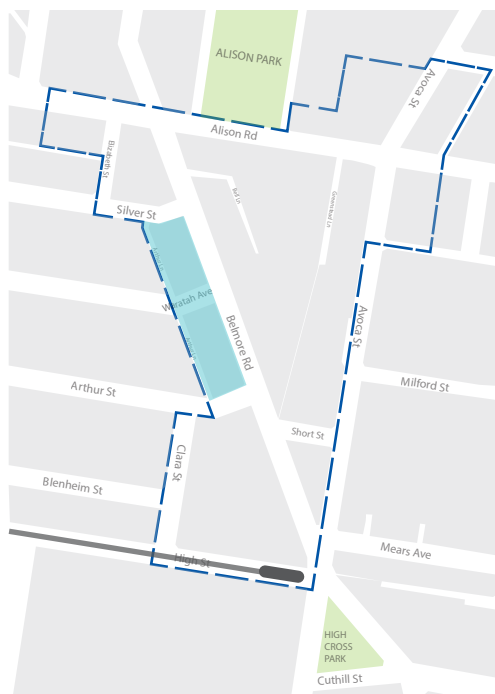 ALISON PARK
Avoca St
Alison Rd
Elizabeth St
Silver St
Waratah Ave
Belmore Rd
Avoca St
Arthur St
Milford St
Short St
Clara St
Blenheim St
High St
Mears Ave
HIGH
CROSS
PARK
Cuthill St